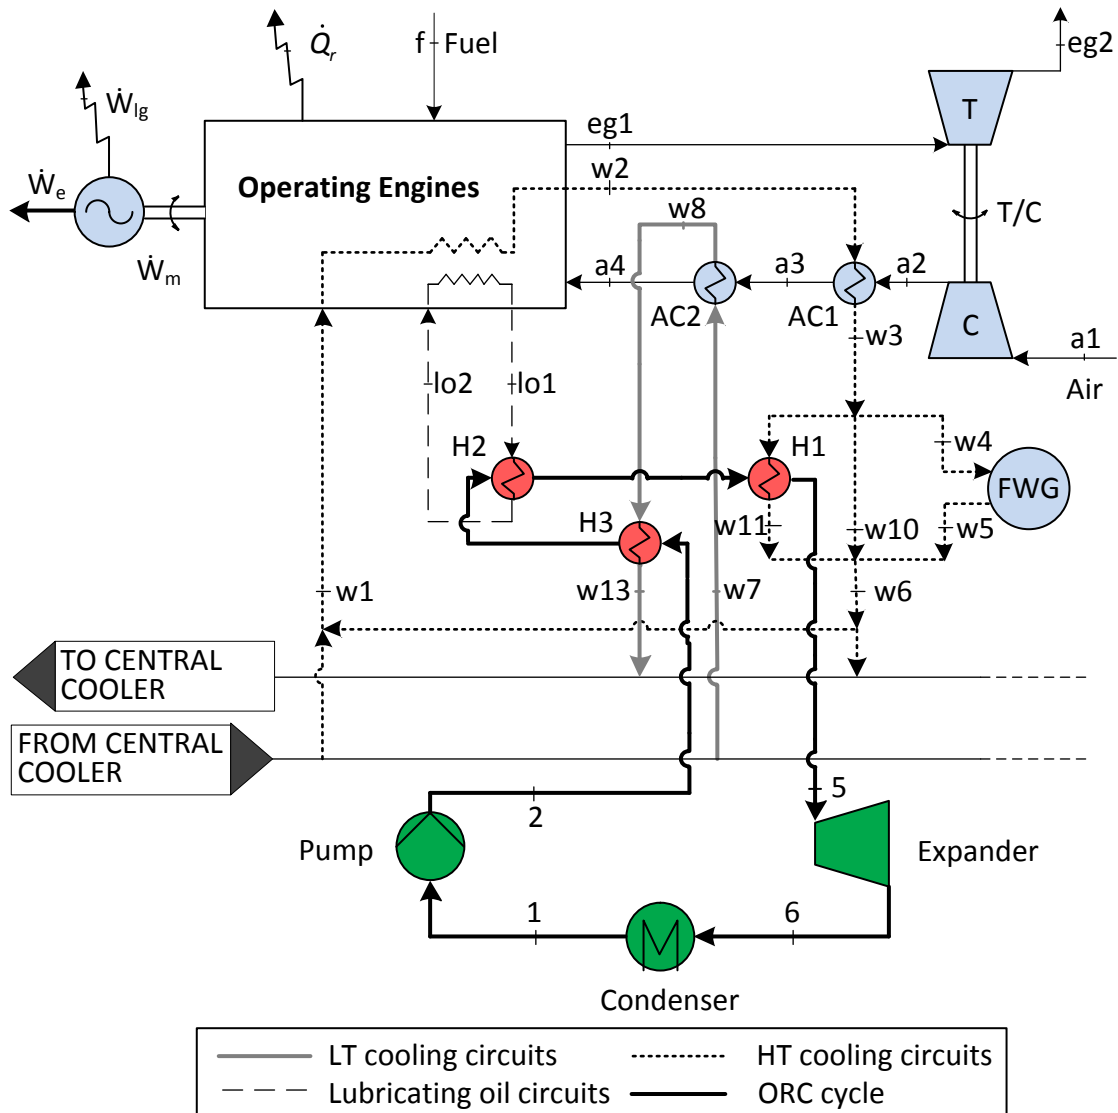 Q̇r
f
Fuel
eg2
Ẇlg
T
eg1
Operating Engines
w2
Ẇe
w8
T/C
Ẇm
a4
a3
a2
AC2
AC1
C
w3
a1
Air
lo2
lo1
H2
H1
w4
FWG
H3
w11
w10
w5
w1
w13
w7
w6
TO CENTRAL
COOLER
FROM CENTRAL
COOLER
5
2
Pump
Expander
1
6
Condenser
LT cooling circuits
HT cooling circuits
Lubricating oil circuits
ORC cycle